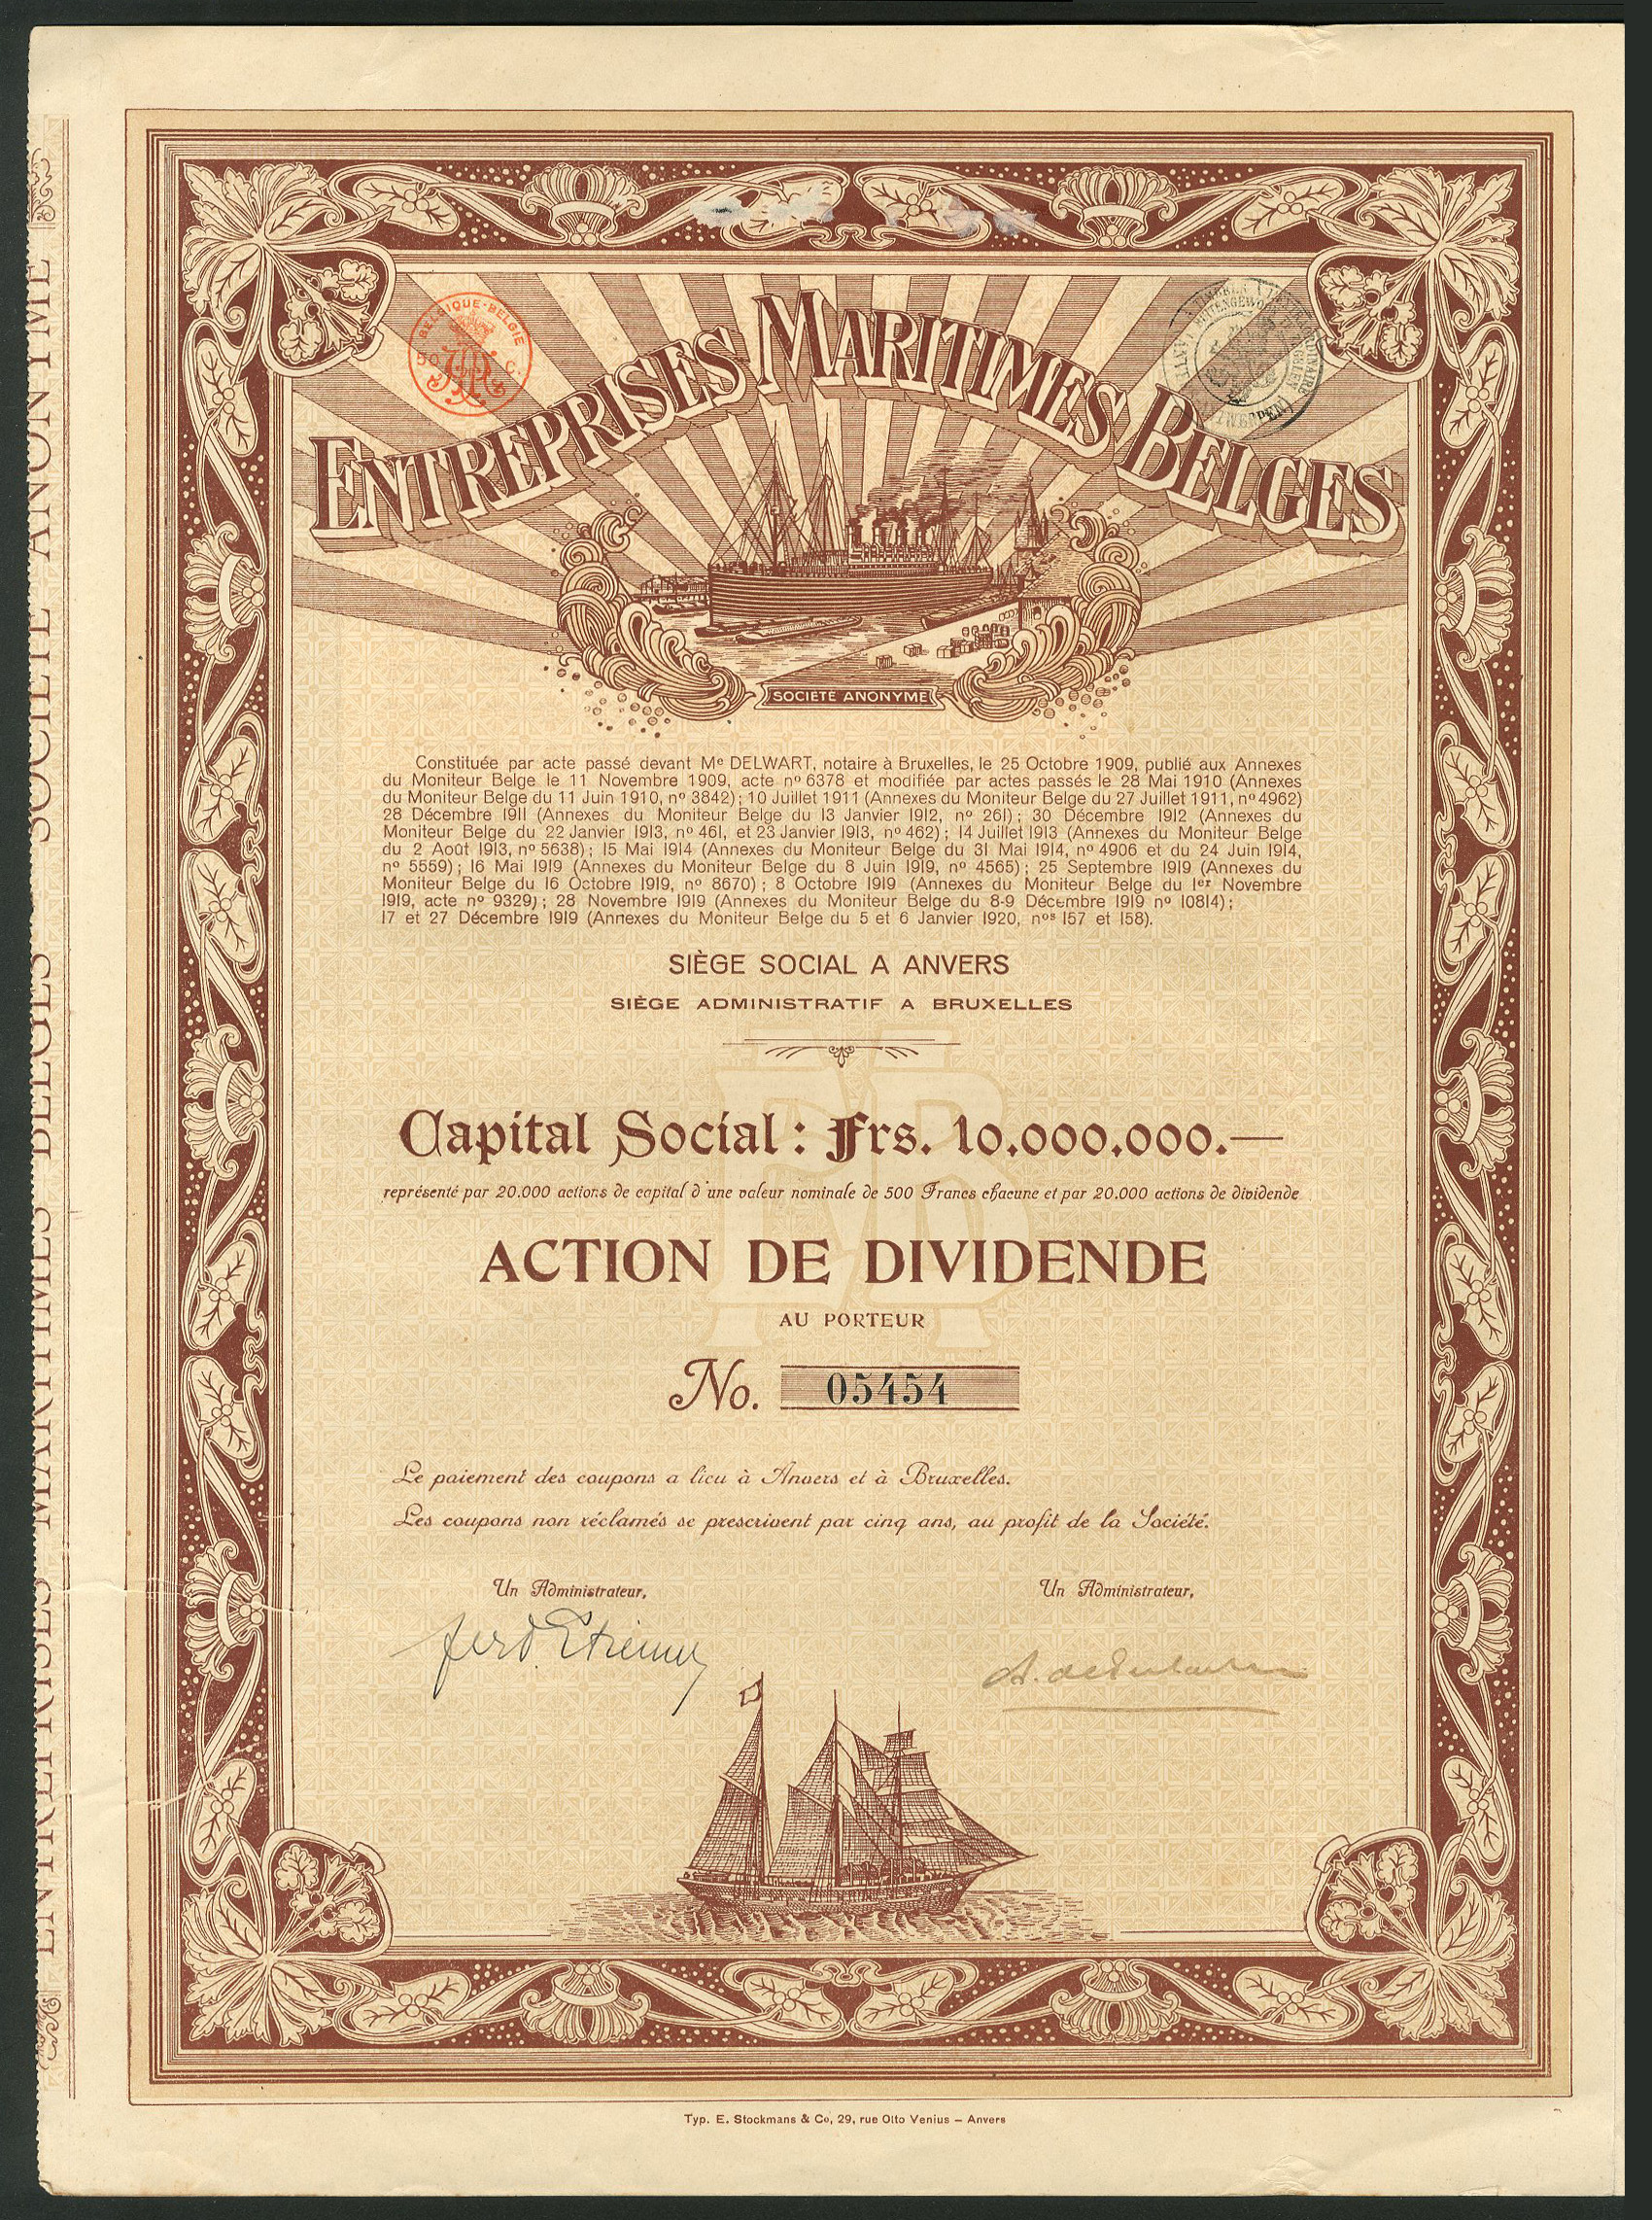 ENTREPRISES MARITIMES BELGES SOCIÉTÉ ANONYME
BELGIQUE-BELGIE
50 C.
ENTREPRISES MARITIMES BELGES
SOCIÉTÉ ANONYME
Constituée par acte passé devant Me DELWART, notaire à Bruxelles, le 25 Octobre 1909, publié aux Annexes
du Moniteur Belge le 11 Novembre 1909, acte nº 6378 et modifiée par actes passés le 28 Mai 1910 (Annexes
du Moniteur Belge du 11 Juin 1910, nº 3842); 10 Juillet 1911 (Annexes du Moniteur Belge du 27 Juillet 1911, nº 4962)
28 Décembre 1911 (Annexes du Moniteur Belge du 13 Janvier 1912, nº 261); 30 Décembre 1912 (Annexes du
Moniteur Belge du 22 Janvier 1913, nº 461, et 23 Janvier 1913, nº 462); 14 Juillet 1913 (Annexes du Moniteur Belge
du 2 Août 1913, nº 5638); 15 Mai 1914 (Annexes du Moniteur Belge du 31 Mai 1914, nº 4906 et du 24 Juin 1914,
nº 5559); 16 Mai 1919 (Annexes du Moniteur Belge du 8 Juin 1919, nº 4565); 25 Septembre 1919 (Annexes du
Moniteur Belge du 16 Octobre 1919, nº 8670); 8 Octobre 1919 (Annexes du Moniteur Belge du 1er Novembre
1919, acte nº 9329); 28 Novembre 1919 (Annexes du Moniteur Belge du 8-9 Décembre 1919 nº 10814);
17 et 27 Décembre 1919 (Annexes du Moniteur Belge du 5 et 6 Janvier 1920, nos 157 et 158).
SIÈGE SOCIAL A ANVERS
SIÈGE ADMINISTRATIF A BRUXELLES
Capital Social: Frs. 10.000.000.—
représenté par 20.000 actions de capital d'une valeur nominale de 500 Francs chacune et par 20.000 actions de dividende
ACTION DE DIVIDENDE
AU PORTEUR
No. 05454
Le paiement des coupons a lieu à Anvers et à Bruxelles.
Les coupons non réclamés se prescrivent par cinq ans, au profit de la Société.
Un Administrateur, Un Administrateur,
ferd. Etienne
Typ. E. Stockmans & Co, 29, rue Otto Venius – Anvers